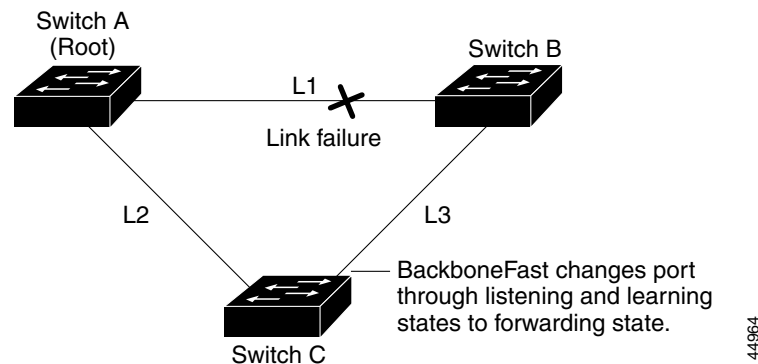 Switch A
(Root)
Switch B
L1
Link failure
L2
L3
BackboneFast changes port
through listening and learning
states to forwarding state.
Switch C
44964